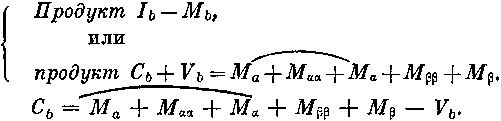 Продукт I_b — M_b,
или
продукт C_b + V_b = M_a + M_αα + M_α + M_ββ + M_β.
C_b = M_a + M_αα + M_α + M_ββ + M_β — V_b.